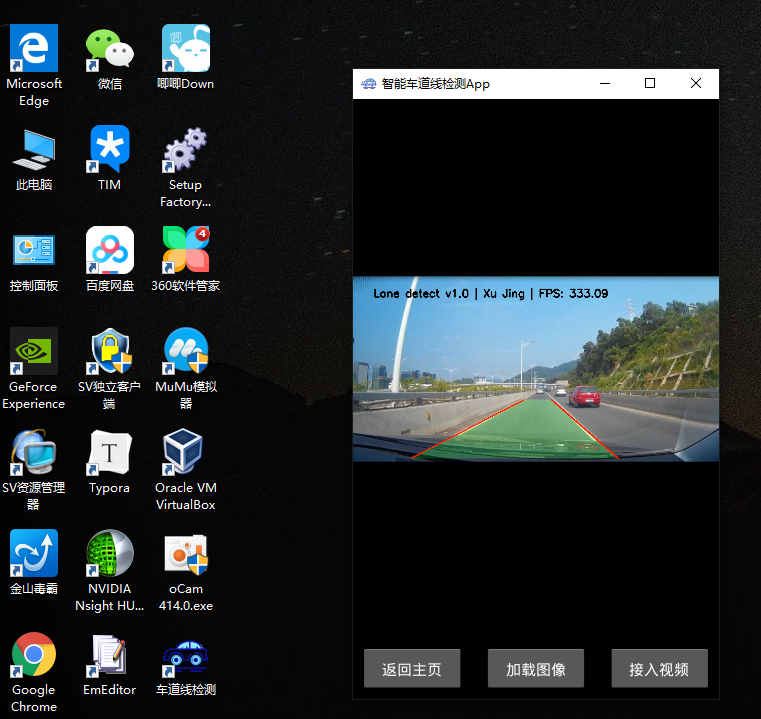 Microsoft
Edge
微信
唧唧Down
此电脑
TIM
Setup
Factory...
控制面板
百度网盘
4
360软件管家
GeForce
Experience
SV独立客户
端
MuMu模拟
器
SV资源管理
器
T
Typora
Oracle VM
VirtualBox
金山毒霸
NVIDIA
Nsight HU...
oCam
414.0.exe
Google
Chrome
EmEditor
车道线检测
智能车道线检测App
Lane detect v1.0 | Xu Jing | FPS: 333.09
返回主页
加载图像
接入视频